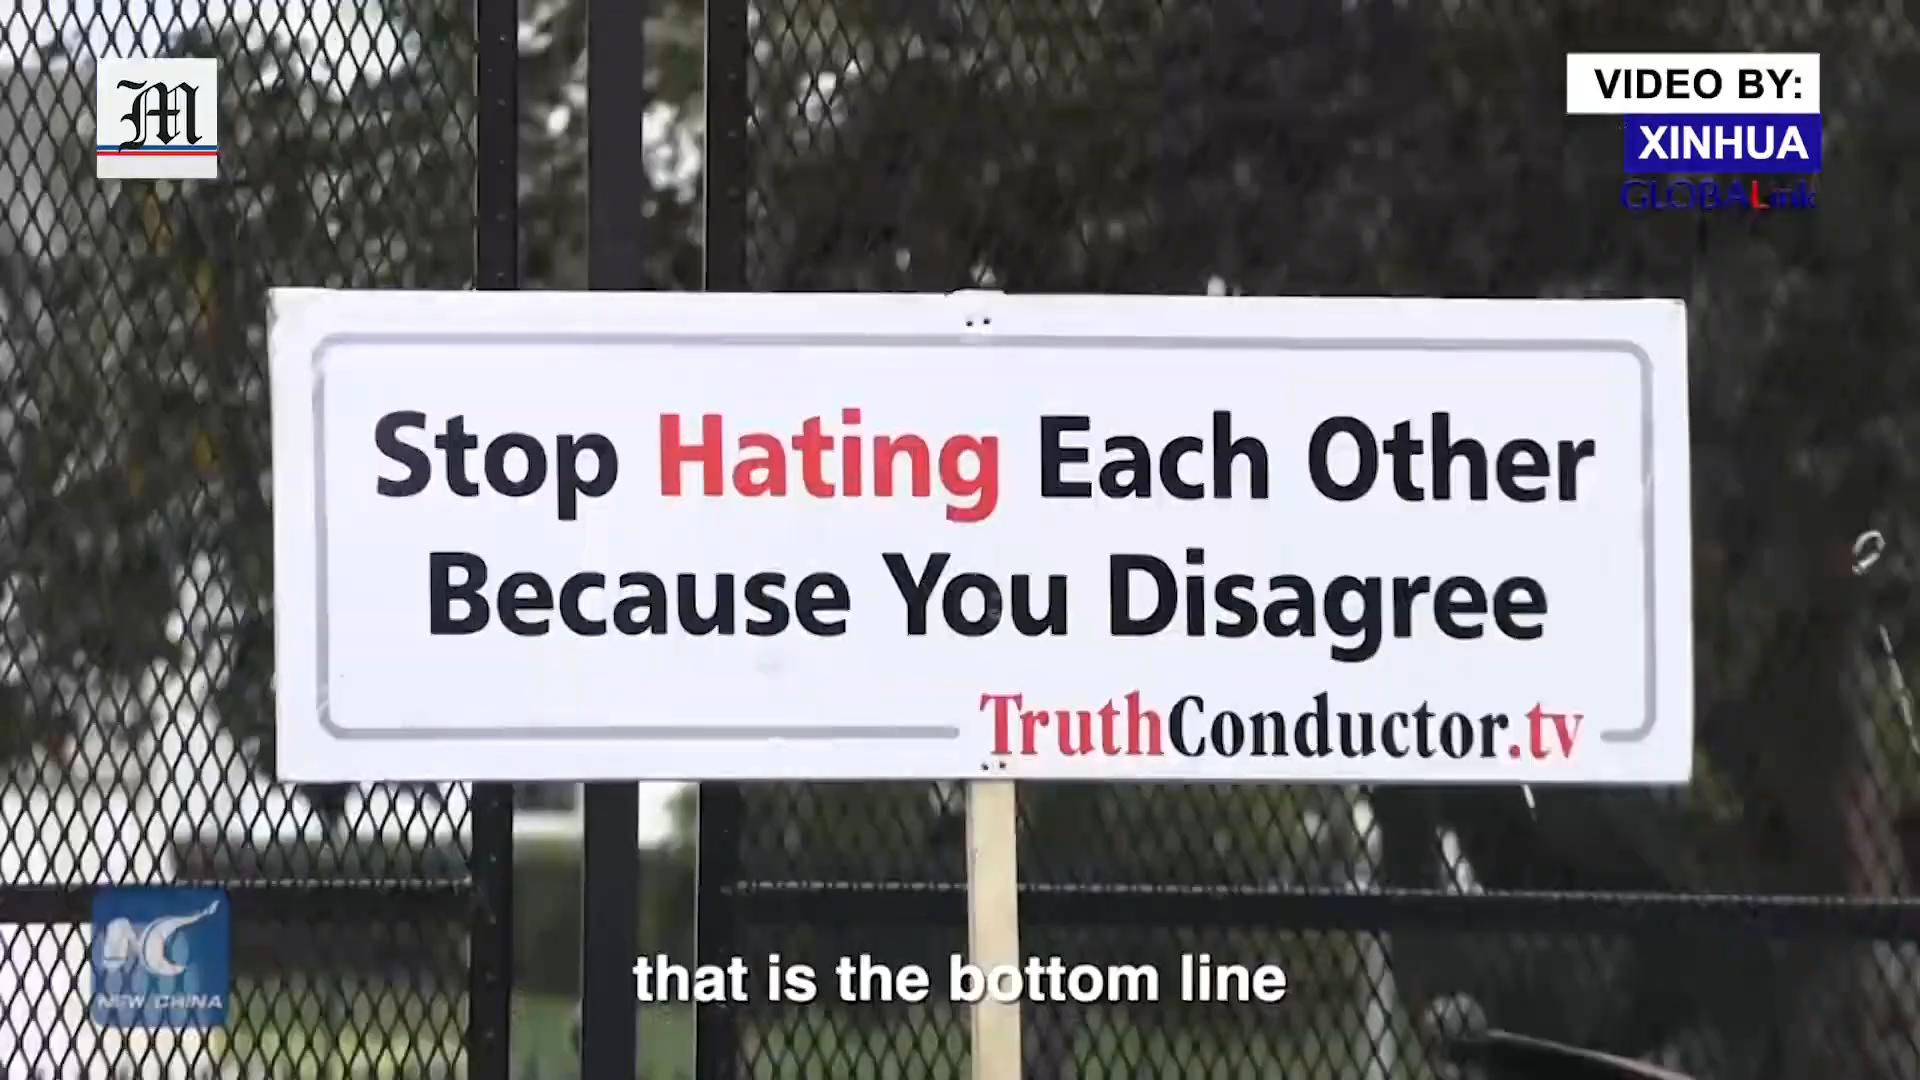 M
VIDEO BY:
XINHUA
GLOBALink
Stop Hating Each Other
Because You Disagree
TruthConductor.tv
NEW CHINA
that is the bottom line